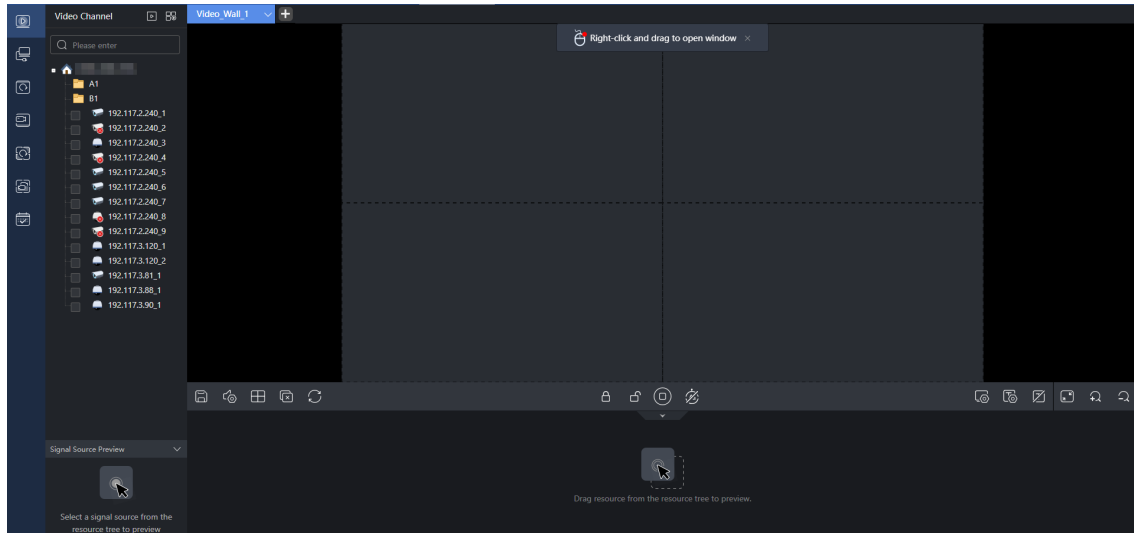 Video Channel
Video_Wall_1
Right-click and drag to open window
Please enter
A1
B1
192.117.2.240_1
192.117.2.240_2
192.117.2.240_3
192.117.2.240_4
192.117.2.240_5
192.117.2.240_6
192.117.2.240_7
192.117.2.240_8
192.117.2.240_9
192.117.3.120_1
192.117.3.120_2
192.117.3.81_1
192.117.3.88_1
192.117.3.90_1
Signal Source Preview
Select a signal source from the
resource tree to preview
Drag resource from the resource tree to preview.